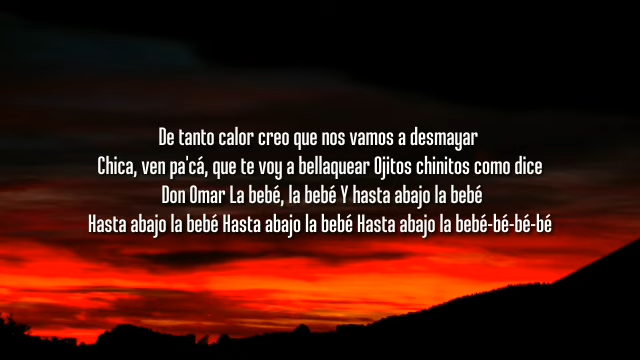 De tanto calor creo que nos vamos a desmayar
Chica, ven pa'cá, que te voy a bellaquear Ojitos chinitos como dice
Don Omar La bebé, la bebé Y hasta abajo la bebé
Hasta abajo la bebé Hasta abajo la bebé Hasta abajo la bebé-bé-bé-bé